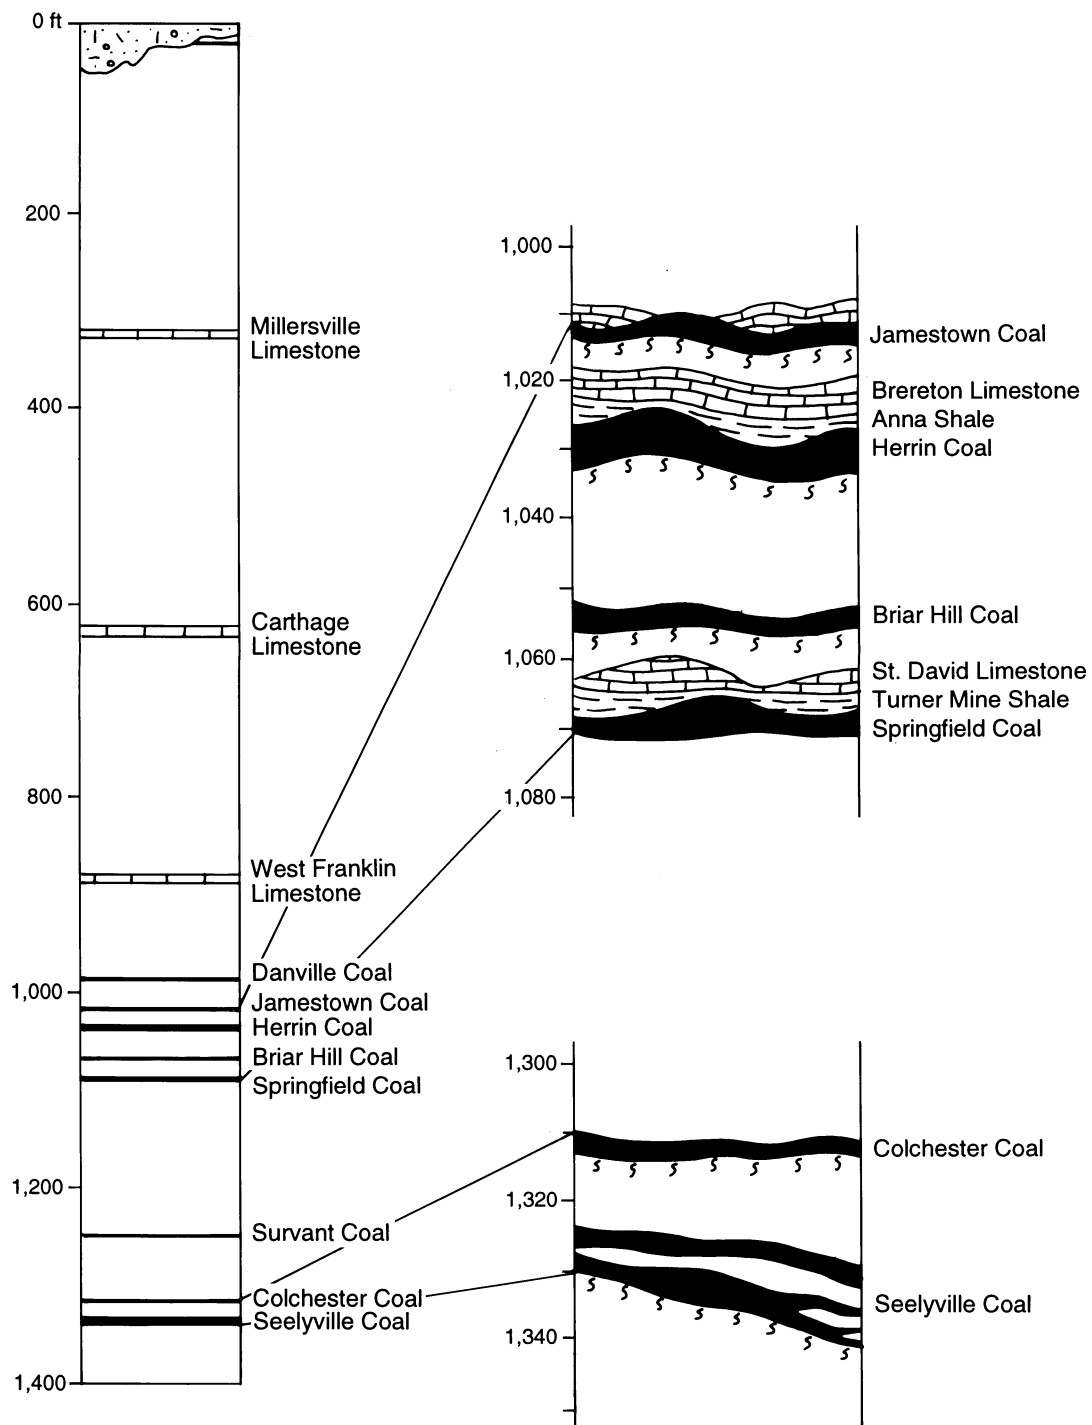 0 ft
200
Millersville
Limestone
400
600
Carthage
Limestone
800
West Franklin
Limestone
Danville Coal
1,000
Jamestown Coal
Herrin Coal
Briar Hill Coal
Springfield Coal
1,200
Survant Coal
Colchester Coal
Seelyville Coal
1,400
1,000
Jamestown Coal
1,020
Brereton Limestone
Anna Shale
Herrin Coal
1,040
Briar Hill Coal
1,060
St. David Limestone
Turner Mine Shale
Springfield Coal
1,080
1,300
Colchester Coal
1,320
Seelyville Coal
1,340